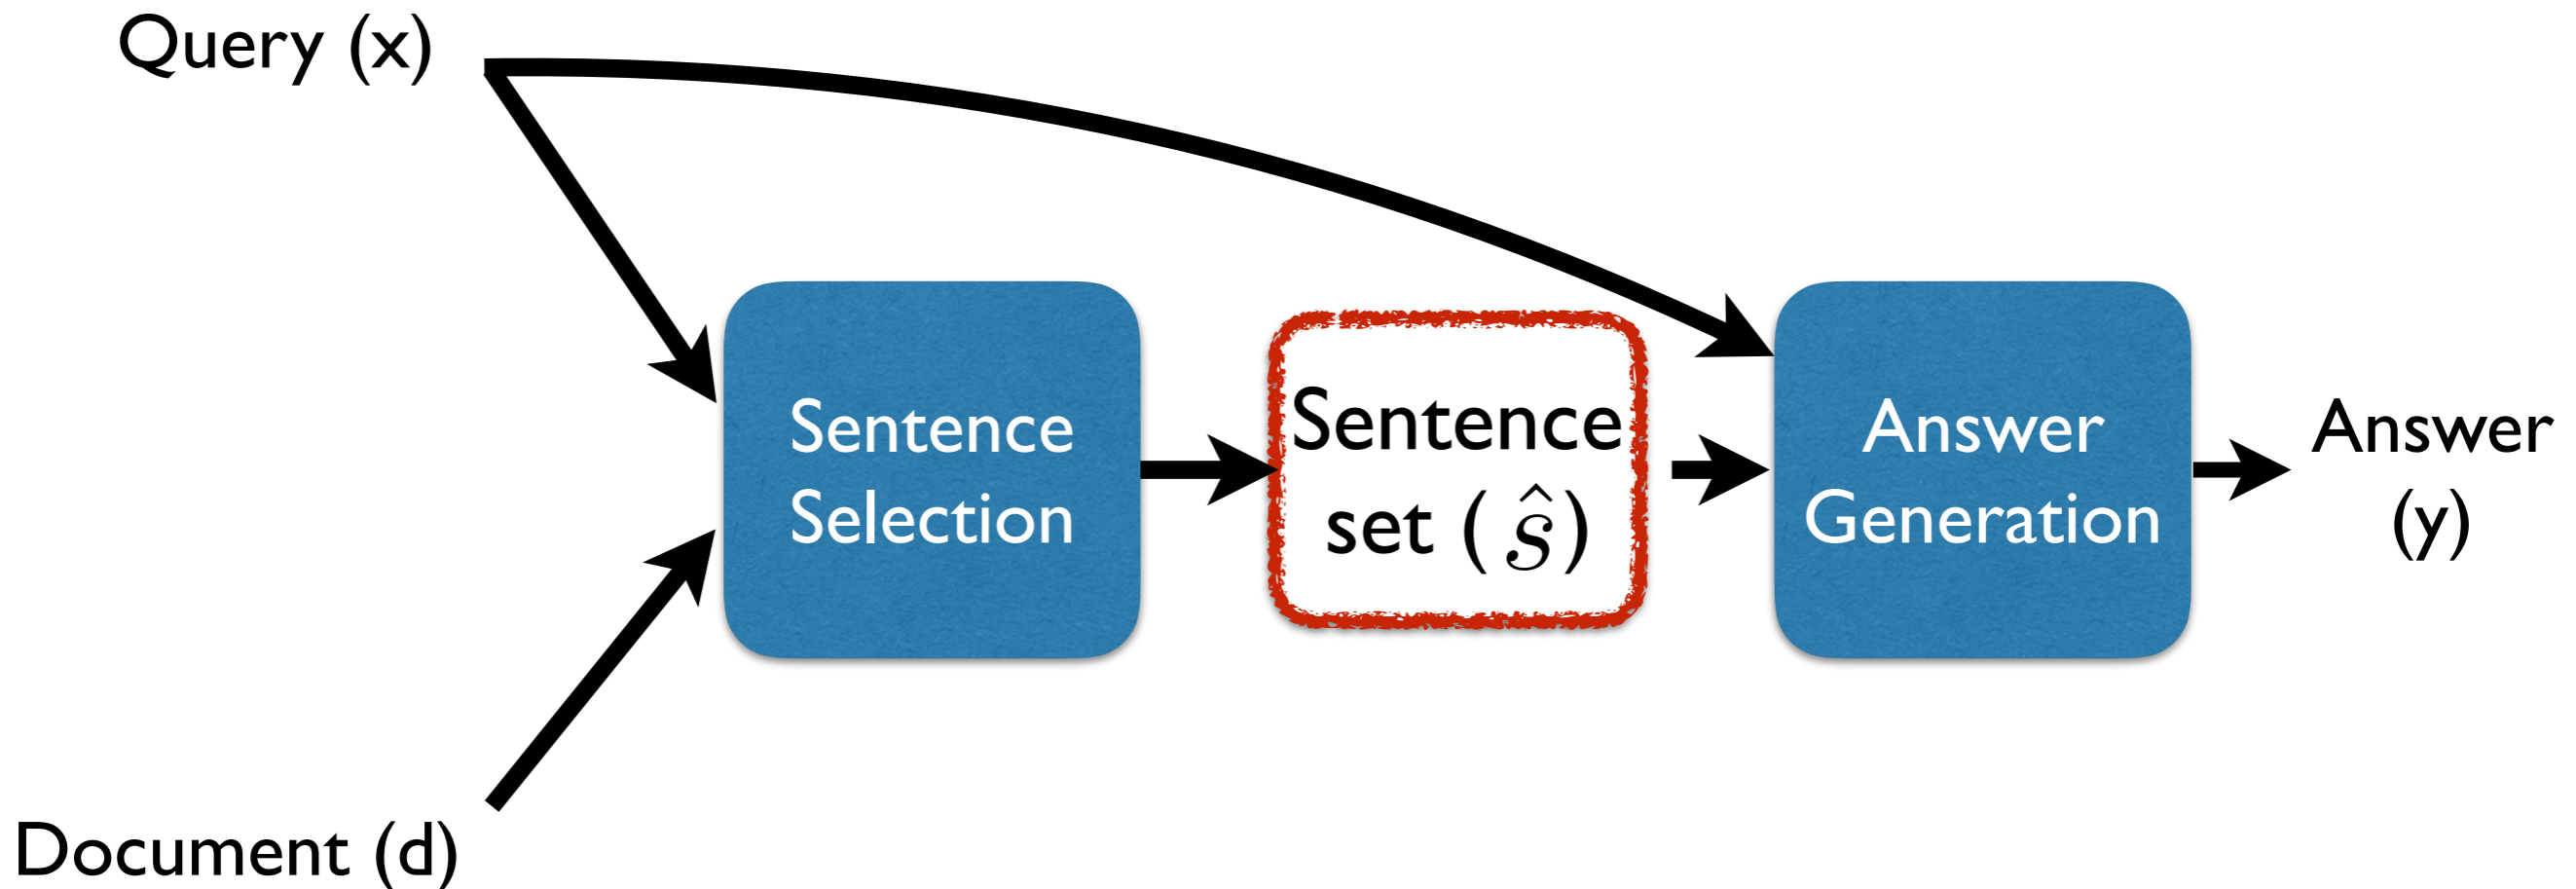 Query (x)
Sentence
Selection
Sentence
set ( ŝ )
Answer
Generation
Answer
(y)
Document (d)